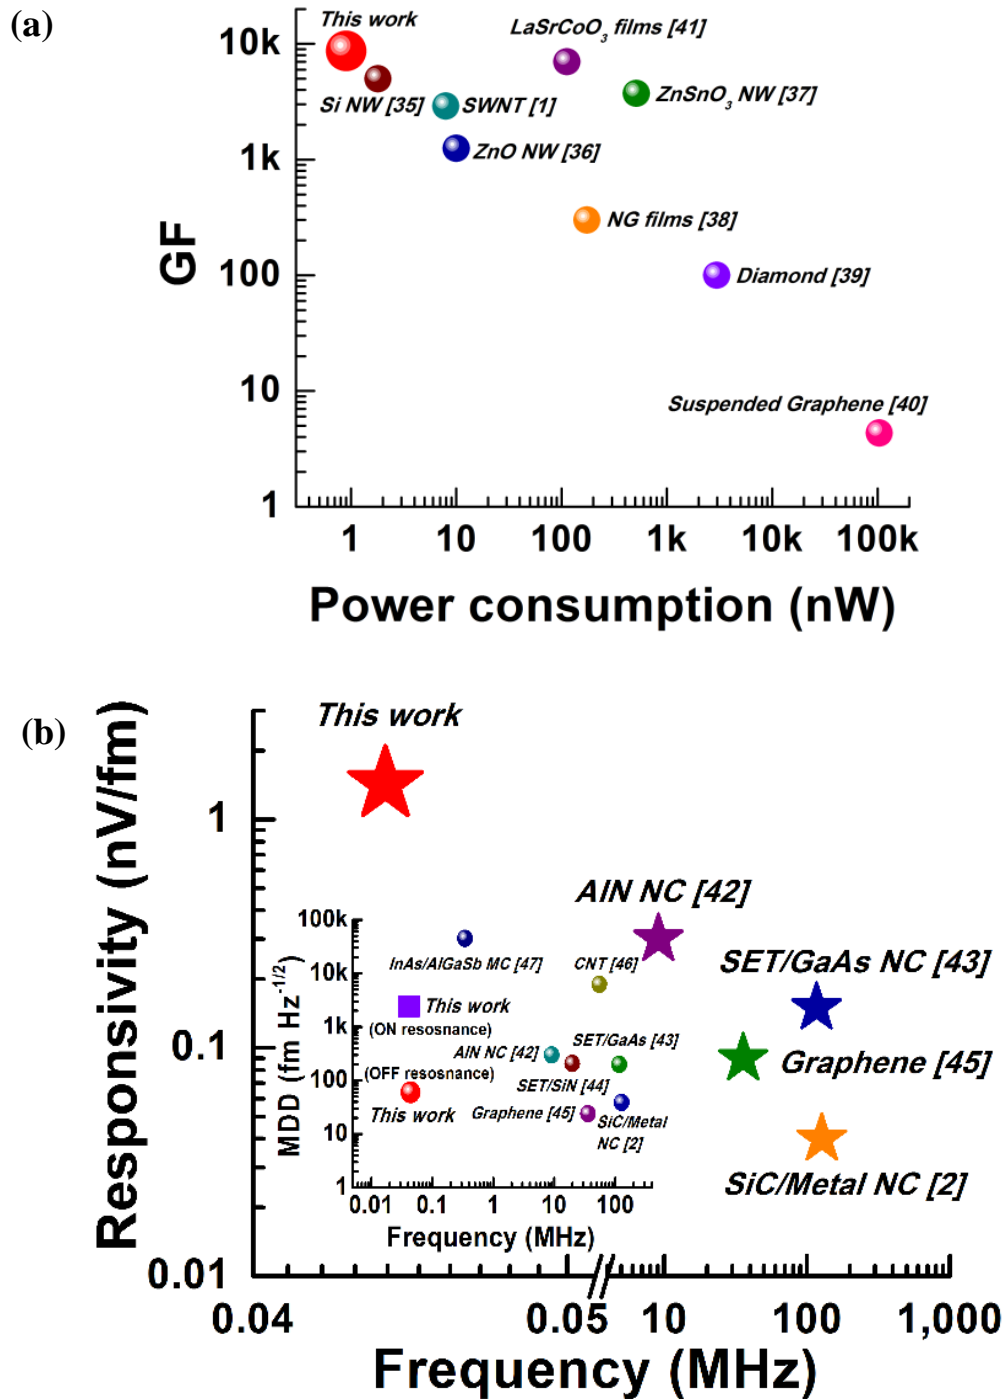 (a)
This work
LaSrCoO₃ films [41]
10k
Si NW [35]
SWNT [1]
ZnSnO₃ NW [37]
1k
ZnO NW [36]
GF
NG films [38]
100
Diamond [39]
10
Suspended Graphene [40]
1
1 10 100 1k 10k 100k
Power consumption (nW)
(b)
Responsivity (nV/fm)
This work
1
AlN NC [42]
SET/GaAs NC [43]
0.1
Graphene [45]
SiC/Metal NC [2]
0.01
0.04 0.05 10 100 1,000
Frequency (MHz)
MDD (fm Hz⁻¹/²)
100k
InAs/AlGaSb MC [47]
CNT [46]
10k
This work
1k
(ON resosnance)
AlN NC [42]
SET/GaAs [43]
(OFF resosnance)
100
SET/SiN [44]
This work
Graphene [45]
SiC/Metal
NC [2]
10
1
0.01 0.1 1 10 100
Frequency (MHz)